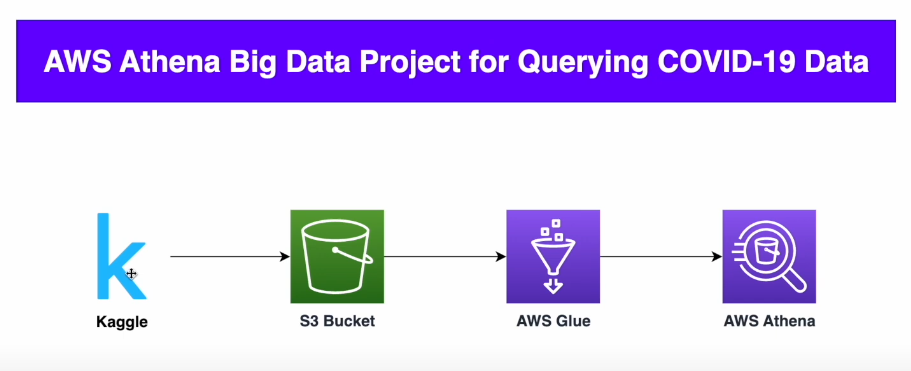 AWS Athena Big Data Project for Querying COVID-19 Data
k
Kaggle
S3 Bucket
AWS Glue
AWS Athena